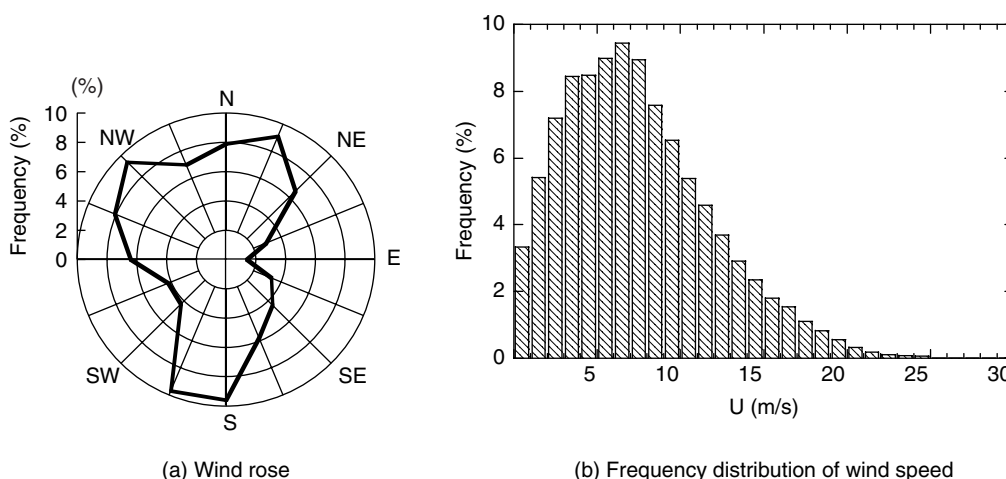 (%)
Frequency (%)
10
8
6
4
2
0
N
NE
E
SE
S
SW
NW
(a) Wind rose
Frequency (%)
10
8
6
4
2
0
5
10
15
20
25
30
U (m/s)
(b) Frequency distribution of wind speed